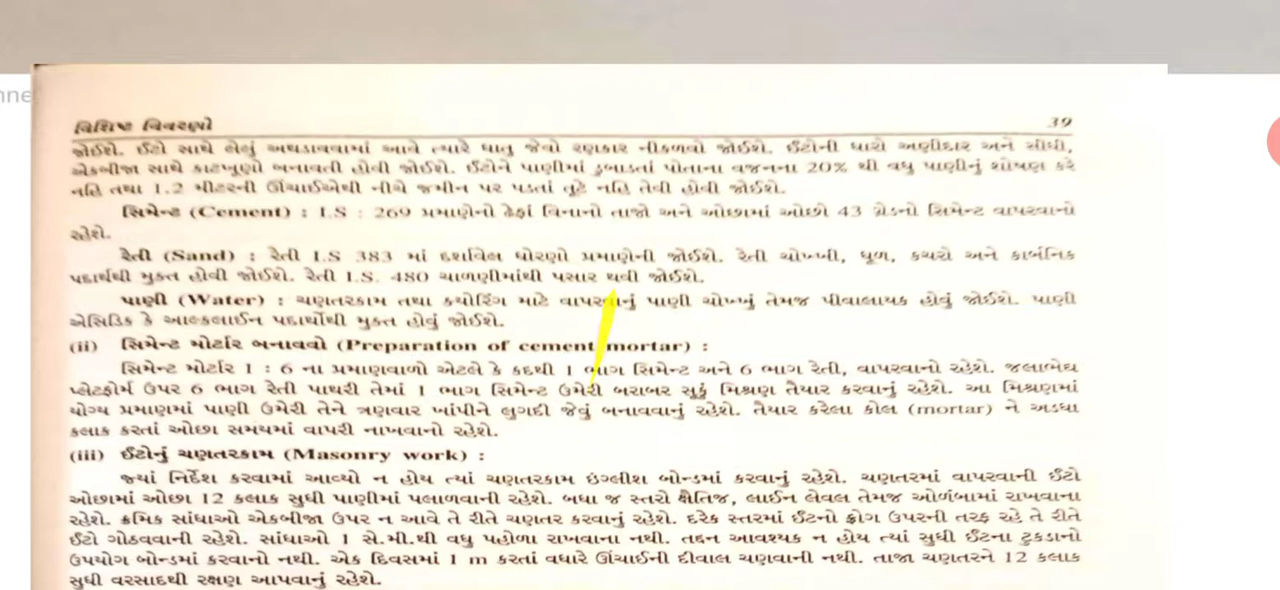 nne
વિશિષ્ટ વિવરણો 39
જોઈશે. ઈંટો સાથે લેલું અથડાવવામાં આવે ત્યારે ધાતુ જેવો રણકાર નીકળવો જોઈશે. ઈંટોની ધારો અણીદાર અને સીધી,
એકબીજા સાથે કાટખૂણો બનાવતી હોવી જોઈશે. ઈંટોને પાણીમાં ડુબાડતાં પોતાના વજનના 20% થી વધુ પાણીનું શોષણ કરે
નહિ તથા 1.2 મીટરની ઊંચાઈએથી નીચે જમીન પર પડતાં તુટે નહિ તેવી હોવી જોઈશે.
સિમેન્ટ (Cement) : I.S : 269 પ્રમાણેનો ઢેફાં વિનાનો તાજો અને ઓછામાં ઓછો 43 ગ્રેડનો સિમેન્ટ વાપરવાનો
રહેશે.
રેતી (Sand) : રેતી I.S 383 માં દર્શાવેલ ધોરણો પ્રમાણેની જોઈશે. રેતી ચોખ્ખી, ધૂળ, કચરો અને કાર્બનિક
પદાર્થથી મુક્ત હોવી જોઈશે. રેતી I.S. 480 ચાળણીમાંથી પસાર થવી જોઈશે.
પાણી (Water) : ચણતરકામ તથા ક્યોરિંગ માટે વાપરવાનું પાણી ચોખ્ખું તેમજ પીવાલાયક હોવું જોઈશે. પાણી
એસિડિક કે આલ્કલાઈન પદાર્થોથી મુક્ત હોવું જોઈશે.
(ii) સિમેન્ટ મોર્ટાર બનાવવો (Preparation of cement mortar) :
સિમેન્ટ મોર્ટાર 1 : 6 ના પ્રમાણવાળો એટલે કે કદથી 1 ભાગ સિમેન્ટ અને 6 ભાગ રેતી, વાપરવાનો રહેશે. જલાભેદ્ય
પ્લેટફોર્મ ઉપર 6 ભાગ રેતી પાથરી તેમાં 1 ભાગ સિમેન્ટ ઉમેરી બરાબર સૂકું મિશ્રણ તૈયાર કરવાનું રહેશે. આ મિશ્રણમાં
યોગ્ય પ્રમાણમાં પાણી ઉમેરી તેને ત્રણવાર ખાંપીને લુગદી જેવું બનાવવાનું રહેશે. તૈયાર કરેલા કોલ (mortar) ને અડધા
કલાક કરતાં ઓછા સમયમાં વાપરી નાખવાનો રહેશે.
(iii) ઈંટોનું ચણતરકામ (Masonry work) :
જ્યાં નિર્દેશ કરવામાં આવ્યો ન હોય ત્યાં ચણતરકામ ઇંગ્લીશ બોન્ડમાં કરવાનું રહેશે. ચણતરમાં વાપરવાની ઈંટો
ઓછામાં ઓછા 12 કલાક સુધી પાણીમાં પલાળવાની રહેશે. બધા જ સ્તરો ક્ષૈતિજ, લાઈન લેવલ તેમજ ઓળંબામાં રાખવાના
રહેશે. ક્રમિક સાંધાઓ એકબીજા ઉપર ન આવે તે રીતે ચણતર કરવાનું રહેશે. દરેક સ્તરમાં ઈંટનો ફ્રોગ ઉપરની તરફ રહે તે રીતે
ઈંટો ગોઠવવાની રહેશે. સાંધાઓ 1 સે.મી.થી વધુ પહોળા રાખવાના નથી. તદ્દન આવશ્યક ન હોય ત્યાં સુધી ઈંટના ટુકડાનો
ઉપયોગ બોન્ડમાં કરવાનો નથી. એક દિવસમાં 1 m કરતાં વધારે ઊંચાઈની દીવાલ ચણવાની નથી. તાજા ચણતરને 12 કલાક
સુધી વરસાદથી રક્ષણ આપવાનું રહેશે.